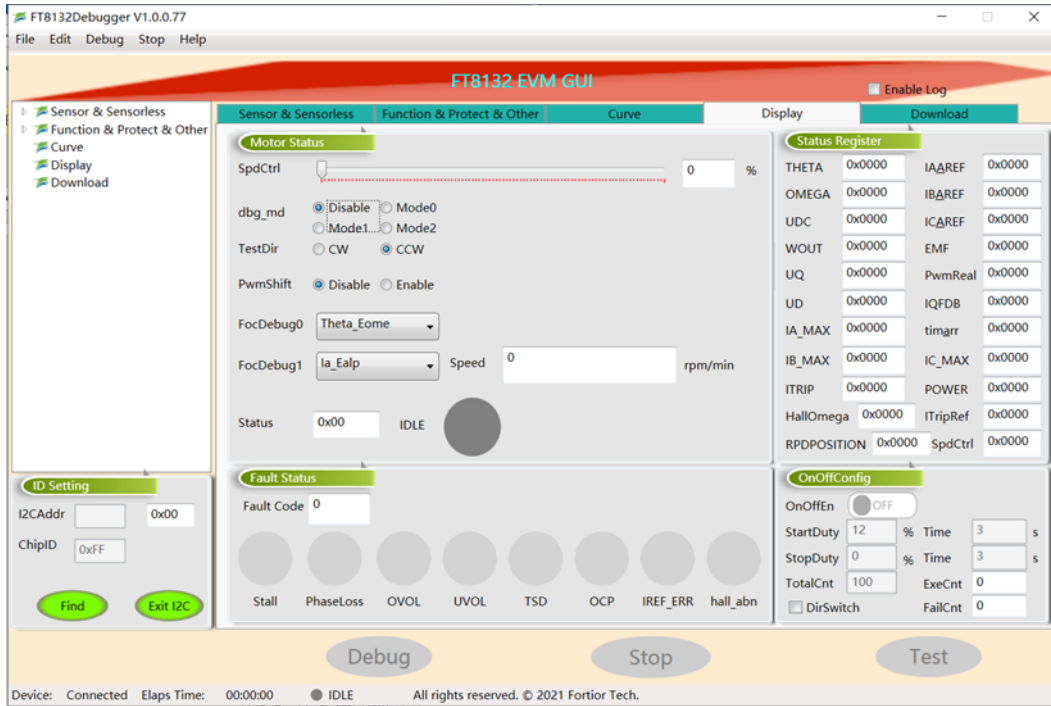 FT8132Debugger V1.0.0.77
File Edit Debug Stop Help
FT8132 EVM GUI
Enable Log
Sensor & Sensorless
Function & Protect & Other
Curve
Display
Download
Sensor & Sensorless Function & Protect & Other Curve Display Download
Motor Status
SpdCtrl 0 %
dbg_md Disable Mode0
Mode1 Mode2
TestDir CW CCW
PwmShift Disable Enable
FocDebug0 Theta_Eome
FocDebug1 Ia_Ealp Speed 0 rpm/min
Status 0x00 IDLE
Status Register
THETA 0x0000 IAAREF 0x0000
OMEGA 0x0000 IBAREF 0x0000
UDC 0x0000 ICAREF 0x0000
WOUT 0x0000 EMF 0x0000
UQ 0x0000 PwmReal 0x0000
UD 0x0000 IQFDB 0x0000
IA_MAX 0x0000 timarr 0x0000
IB_MAX 0x0000 IC_MAX 0x0000
ITRIP 0x0000 POWER 0x0000
HallOmega 0x0000 ITripRef 0x0000
RPDPOSITION 0x0000 SpdCtrl 0x0000
ID Setting
I2CAddr 0x00
ChipID 0xFF
Find Exit I2C
Fault Status
Fault Code 0
Stall PhaseLoss OVOL UVOL TSD OCP IREF_ERR hall_abn
OnOffConfig
OnOffEn OFF
StartDuty 12 % Time 3 s
StopDuty 0 % Time 3 s
TotalCnt 100 ExeCnt 0
DirSwitch FailCnt 0
Debug Stop Test
Device: Connected Elaps Time: 00:00:00 IDLE All rights reserved. © 2021 Fortior Tech.